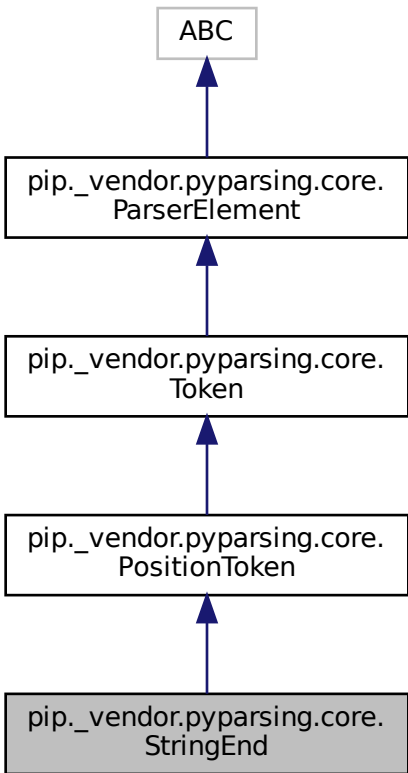 ABC
pip._vendor.pyparsing.core.
ParserElement
pip._vendor.pyparsing.core.
Token
pip._vendor.pyparsing.core.
PositionToken
pip._vendor.pyparsing.core.
StringEnd